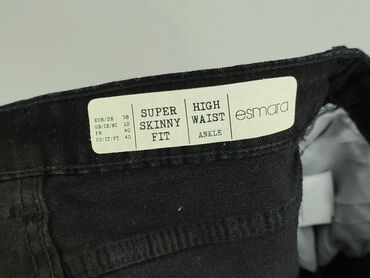 EUR/DE 38
GB/IE/NI 10
FR 40
ES/IT/PT 40
SUPER
SKINNY
FIT
HIGH
WAIST
ANKLE
esmara